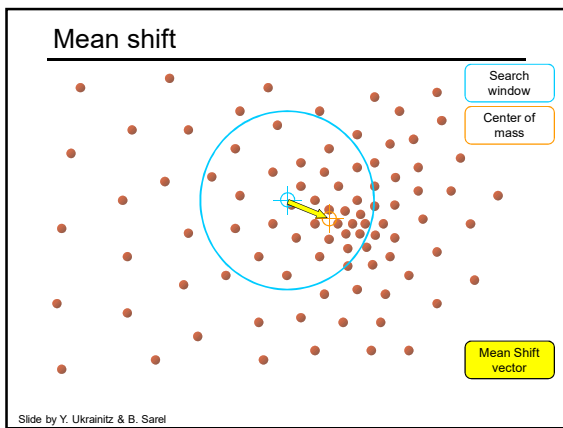 Mean shift
Search
window
Center of
mass
Mean Shift
vector
Slide by Y. Ukrainitz & B. Sarel